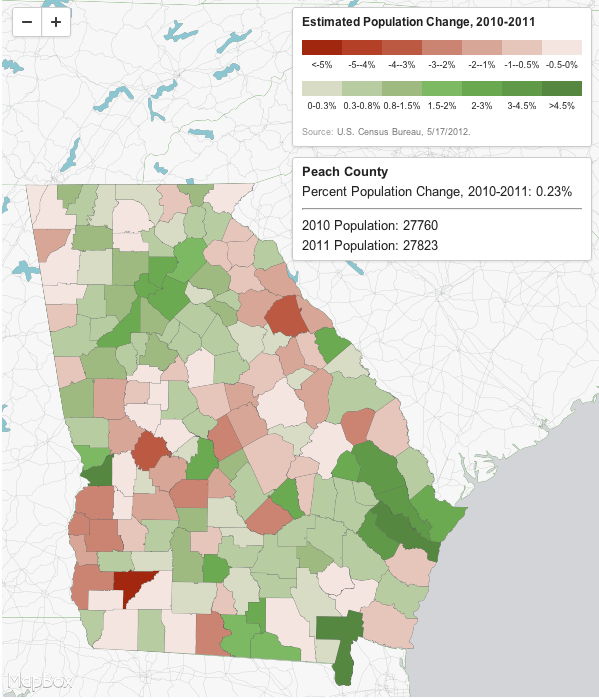 − +
Estimated Population Change, 2010-2011
<-5% -5--4% -4--3% -3--2% -2--1% -1--0.5% -0.5-0%
0-0.3% 0.3-0.8% 0.8-1.5% 1.5-2% 2-3% 3-4.5% >4.5%
Source: U.S. Census Bureau, 5/17/2012.
Peach County
Percent Population Change, 2010-2011: 0.23%
2010 Population: 27760
2011 Population: 27823
MapBox